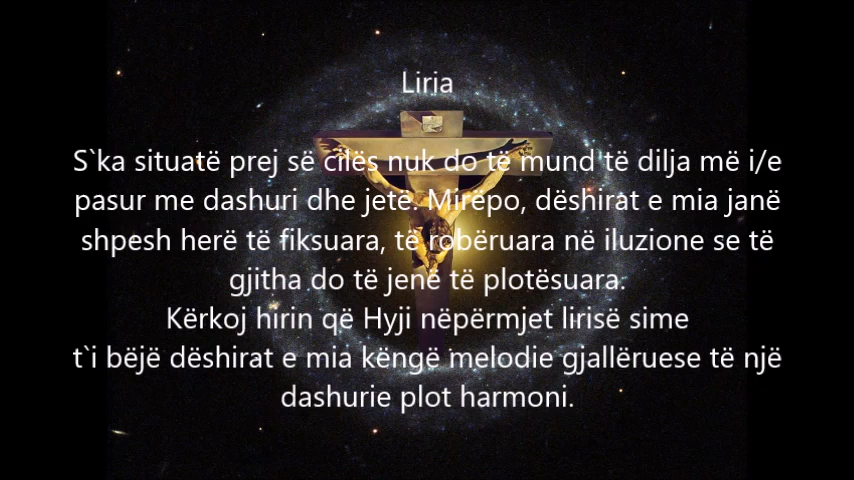 Liria
S`ka situatë prej së cilës nuk do të mund të dilja më i/e
pasur me dashuri dhe jetë. Mirëpo, dëshirat e mia janë
shpesh herë të fiksuara, të robëruara në iluzione se të
gjitha do të jenë të plotësuara.
Kërkoj hirin që Hyji nëpërmjet lirisë sime
t`i bëjë dëshirat e mia këngë melodie gjallëruese të një
dashurie plot harmoni.